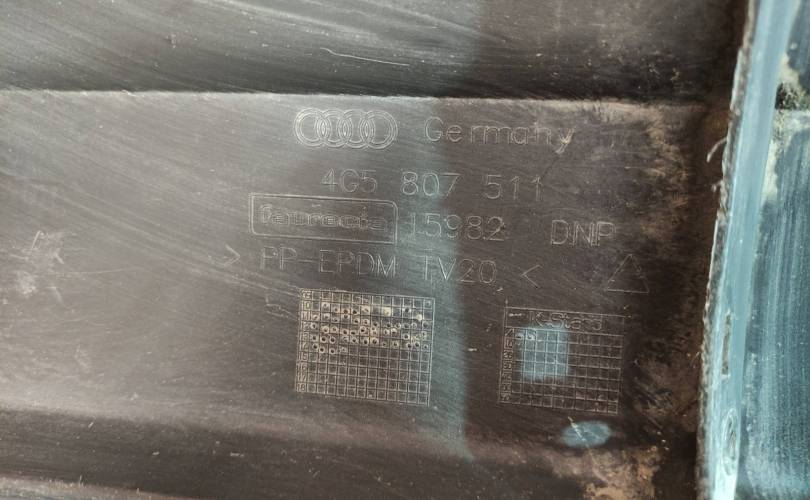 Germany
4G5 807 511
faurecia 15982 DNP
>PP-EPDM TV20<